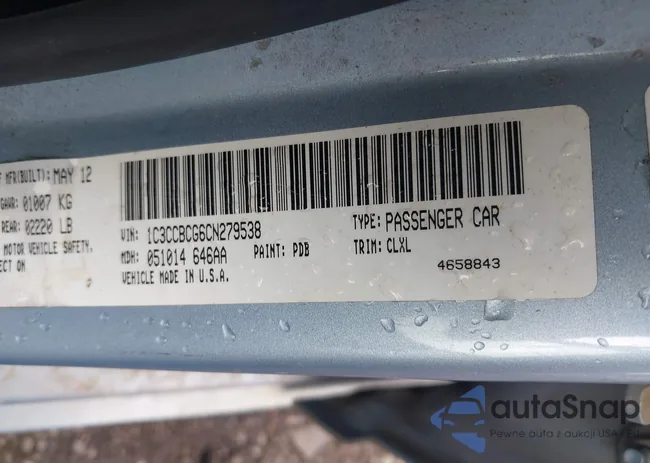 F MFR(BUILT): MAY 12
GAWR: 01007 KG
REAR: 02220 LB
MOTOR VEHICLE SAFETY,
ECT ON
VIN: 1C3CCBCG6CN279538
TYPE: PASSENGER CAR
MDH: 051014 646AA
PAINT: PDB
TRIM: CLXL
VEHICLE MADE IN U.S.A.
4658843
autaSnap
Pewne auta z aukcji USA i EU